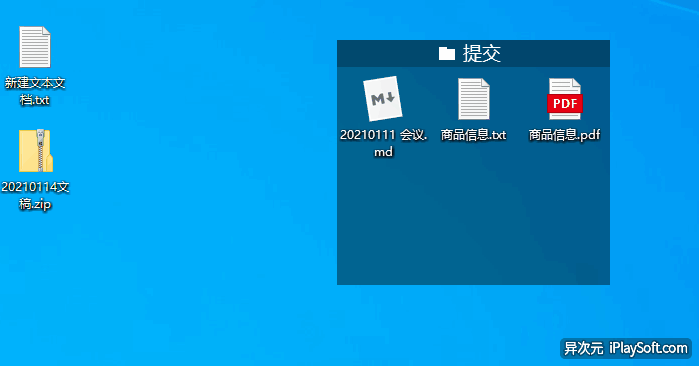 新建文本文
档.txt
20210114文
稿.zip
提交
M
20210111 会议.
md
商品信息.txt
PDF
商品信息.pdf
异次元 iPlaySoft.com